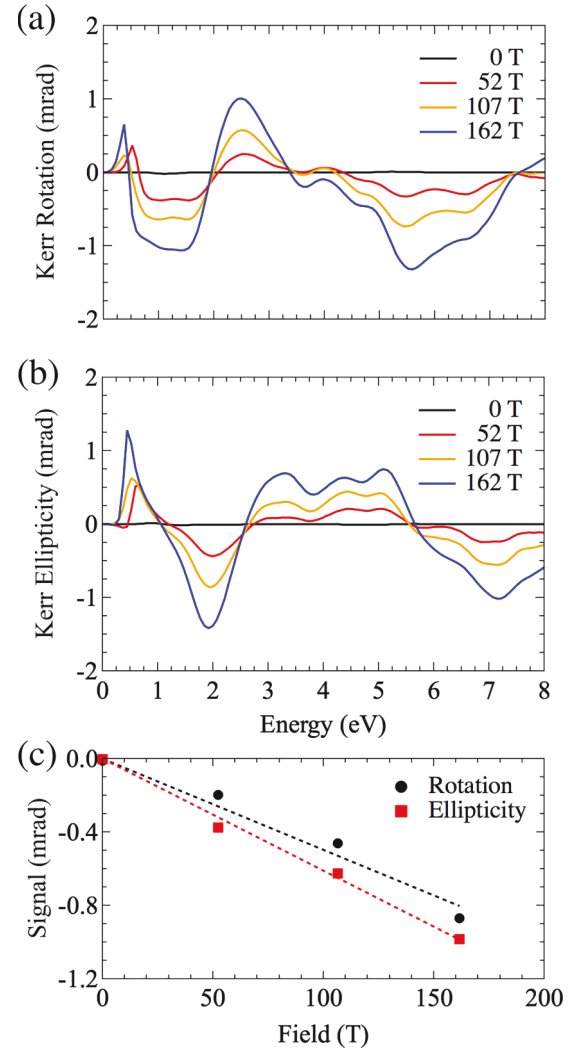 (a)
2
1
0
-1
-2
Kerr Rotation (mrad)
0 T
52 T
107 T
162 T
(b)
2
1
0
-1
-2
Kerr Ellipticity (mrad)
0 T
52 T
107 T
162 T
0 1 2 3 4 5 6 7 8
Energy (eV)
(c)
0.0
-0.4
-0.8
-1.2
Signal (mrad)
Rotation
Ellipticity
0 50 100 150 200
Field (T)